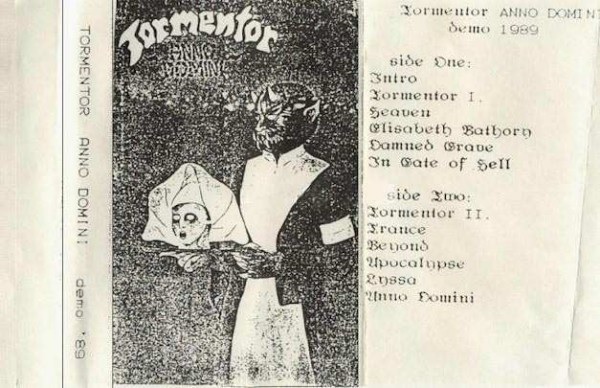 TORMENTOR ANNO DOMINI demo '89
Tormentor
ANNO
DOMINI
Tormentor ANNO DOMINI
demo 1989
side One:
Intro
Tormentor I.
Heaven
Elisabeth Bathory
Damned Grave
In Gate of Hell
side Two:
Tormentor II.
Trance
Beyond
Apocalypse
Lyssa
Anno Domini